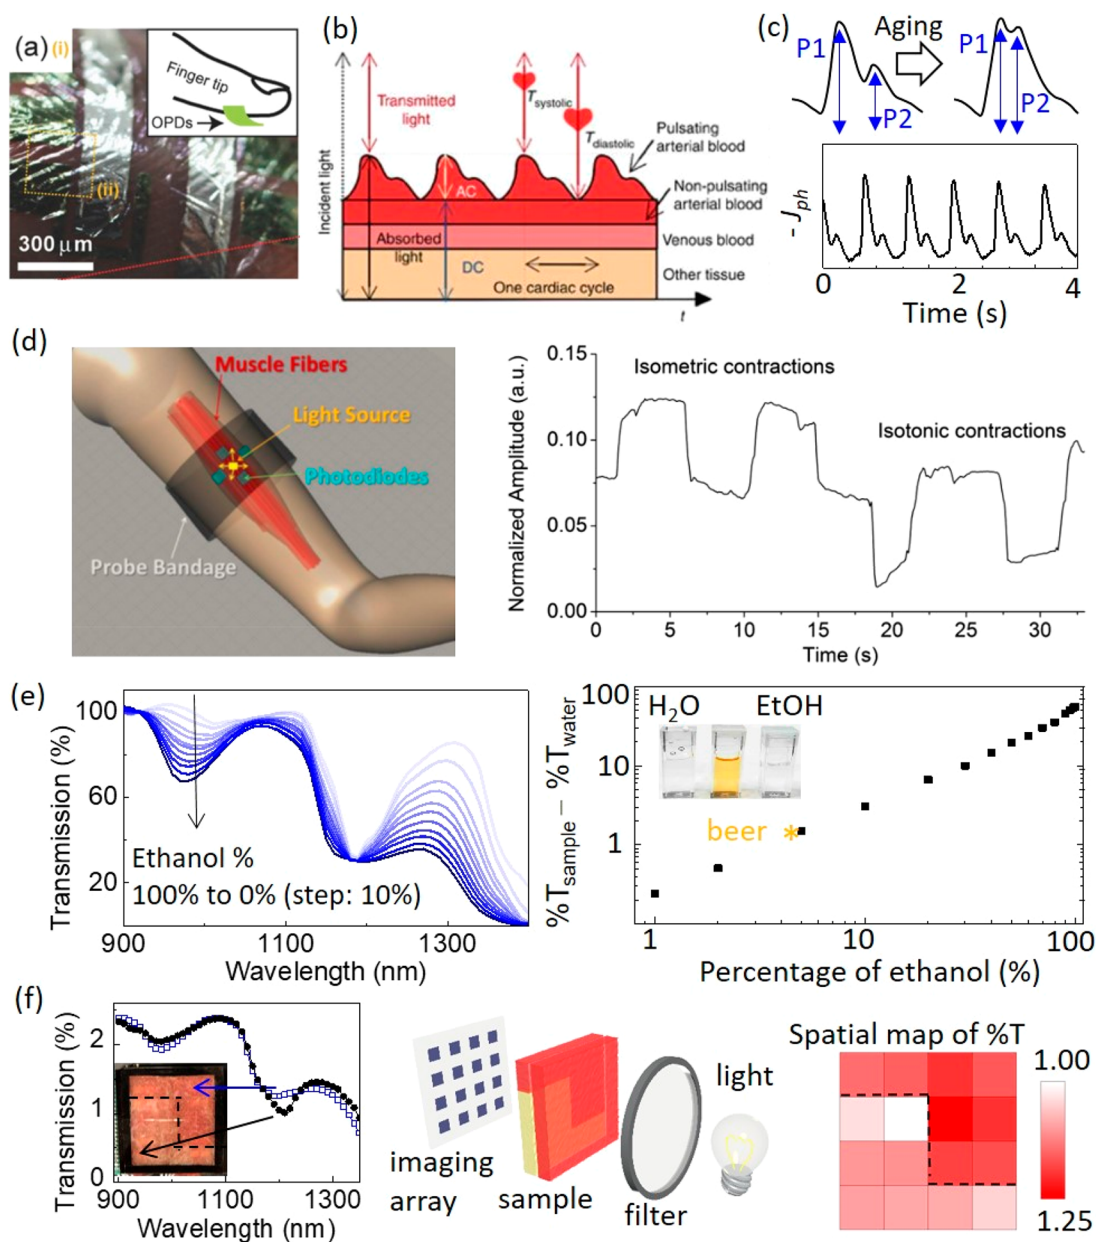 (a) (i)
Finger tip
OPDs
(ii)
300 μm
(b)
Incident light
Transmitted
light
Tsystolic
Tdiastolic
Pulsating
arterial blood
AC
Non-pulsating
arterial blood
Absorbed
light
Venous blood
DC
Other tissue
One cardiac cycle
t
(c)
P1
Aging
P2
P1
P2
- Jph
0 2 4
Time (s)
(d)
Muscle Fibers
Light Source
Photodiodes
Probe Bandage
Normalized Amplitude (a.u.)
0.15
0.10
0.05
0.00
Isometric contractions
Isotonic contractions
0 5 10 15 20 25 30
Time (s)
(e)
Transmission (%)
100
60
20
Ethanol %
100% to 0% (step: 10%)
900 1100 1300
Wavelength (nm)
%Tsample− %Twater
100
10
1
H2O EtOH
beer *
1 10 100
Percentage of ethanol (%)
(f)
Transmission (%)
2
1
0
900 1100 1300
Wavelength (nm)
imaging
array
sample
filter
light
Spatial map of %T
1.00
1.25